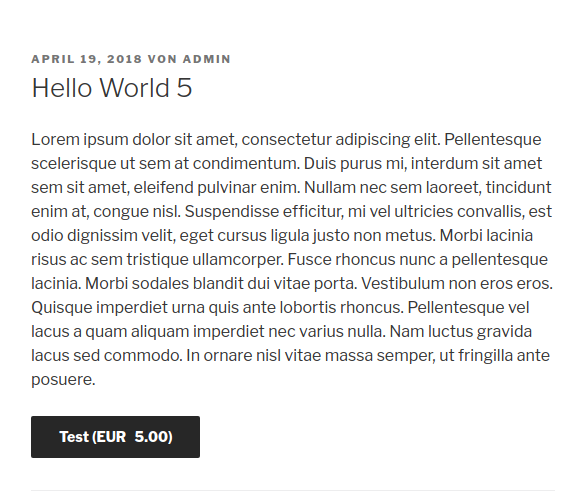 APRIL 19, 2018 VON ADMIN
Hello World 5
Lorem ipsum dolor sit amet, consectetur adipiscing elit. Pellentesque
scelerisque ut sem at condimentum. Duis purus mi, interdum sit amet
sem sit amet, eleifend pulvinar enim. Nullam nec sem laoreet, tincidunt
enim at, congue nisl. Suspendisse efficitur, mi vel ultricies convallis, est
odio dignissim velit, eget cursus ligula justo non metus. Morbi lacinia
risus ac sem tristique ullamcorper. Fusce rhoncus nunc a pellentesque
lacinia. Morbi sodales blandit dui vitae porta. Vestibulum non eros eros.
Quisque imperdiet urna quis ante lobortis rhoncus. Pellentesque vel
lacus a quam aliquam imperdiet nec varius nulla. Nam luctus gravida
lacus sed commodo. In ornare nisl vitae massa semper, ut fringilla ante
posuere.
Test (EUR  5.00)